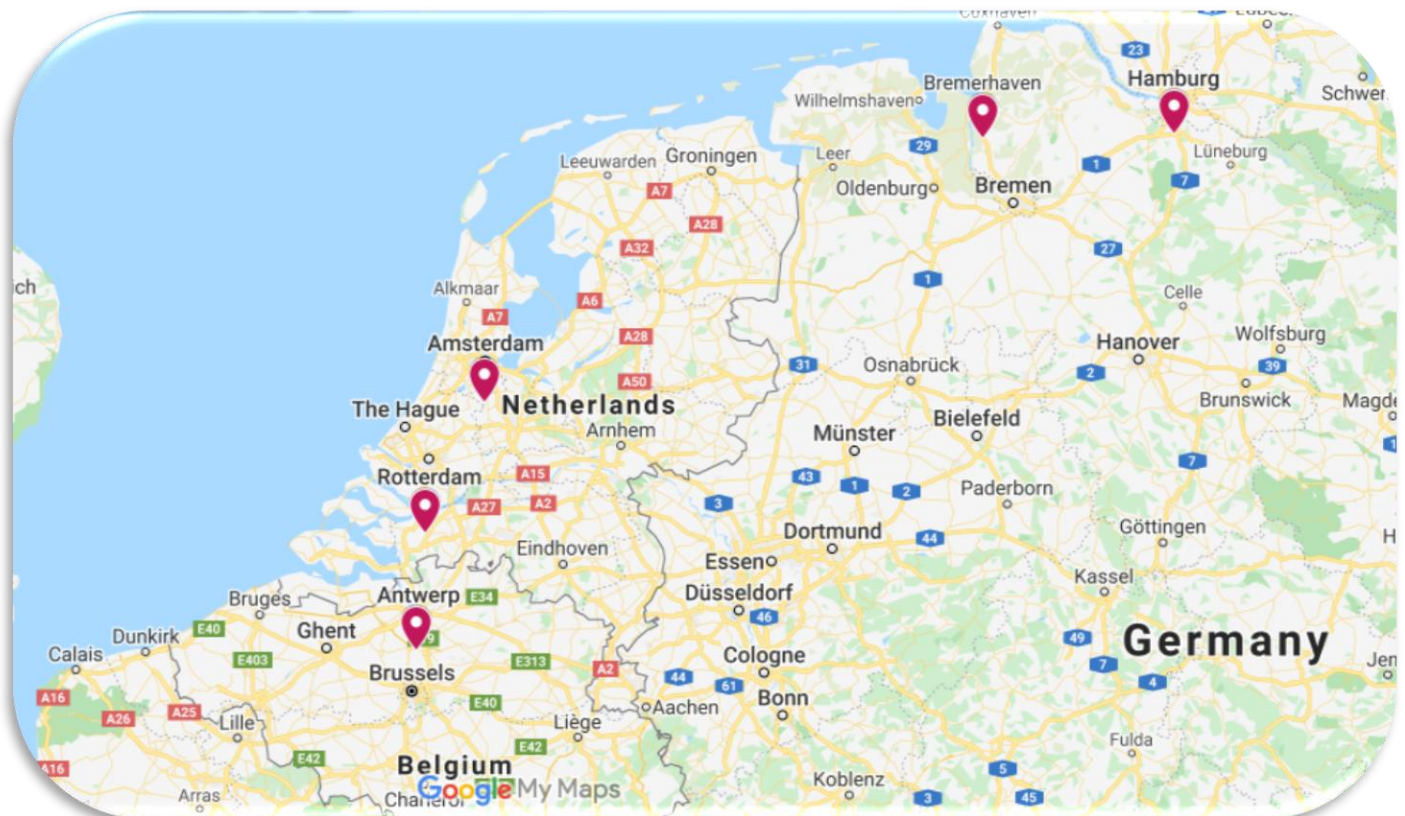 Cuxhaven
23
Bremerhaven
Hamburg
Wilhelmshaven
Schwer
29
Leeuwarden
Groningen
Leer
1
Lüneburg
A7
Oldenburg
Bremen
7
A28
A32
27
1
ich
Alkmaar
A6
Celle
A7
Amsterdam
A28
Hanover
Wolfsburg
31
Osnabrück
2
39
A50
The Hague
Netherlands
Brunswick
Magde
Arnhem
Münster
Bielefeld
1
Rotterdam
A15
43
1
2
7
A27
A2
3
Paderborn
Dortmund
44
Göttingen
H
Eindhoven
Essen
Kassel
Bruges
Antwerp
E34
Düsseldorf
46
E40
Ghent
Dunkirk
49
Germany
Calais
E403
Brussels
E313
A2
Cologne
7
Jen
44
61
4
A16
A26
A25
Lille
E40
Liège
Aachen
Bonn
E42
E42
Fulda
A16
Belgium
5
Google My Maps
Koblenz
Arras
3
45